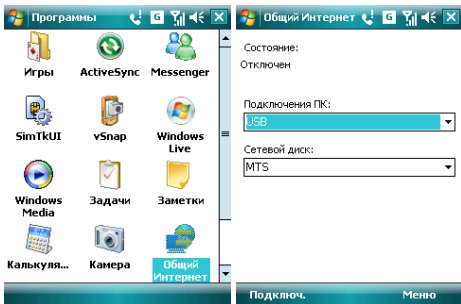 Программы
G
Игры
ActiveSync
Messenger
SimTkUI
vSnap
Windows
Live
Windows
Media
Задачи
Заметки
Калькуля...
Камера
Общий
Интернет
Общий Интернет
G
Состояние:
Отключен
Подключения ПК:
USB
Сетевой диск:
MTS
Подключ.
Меню